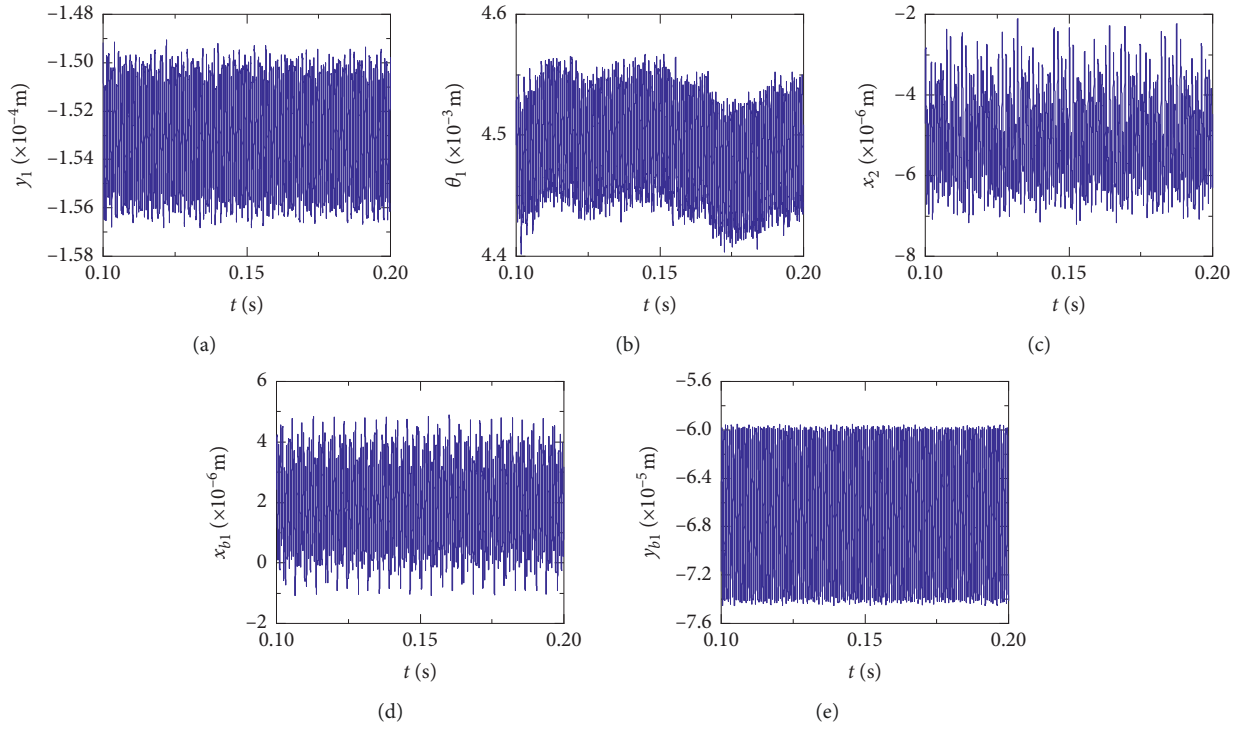 −1.48
−1.50
−1.52
−1.54
−1.56
−1.58
y₁ (×10⁻⁴ m)
0.10 0.15 0.20
t (s)
(a)
4.6
4.5
4.4
θ₁ (×10⁻³ m)
0.10 0.15 0.20
t (s)
(b)
−2
−4
−6
−8
x₂ (×10⁻⁶ m)
0.10 0.15 0.20
t (s)
(c)
6
4
2
0
−2
x_b1 (×10⁻⁶ m)
0.10 0.15 0.20
t (s)
(d)
−5.6
−6.0
−6.4
−6.8
−7.2
−7.6
y_b1 (×10⁻⁵ m)
0.10 0.15 0.20
t (s)
(e)